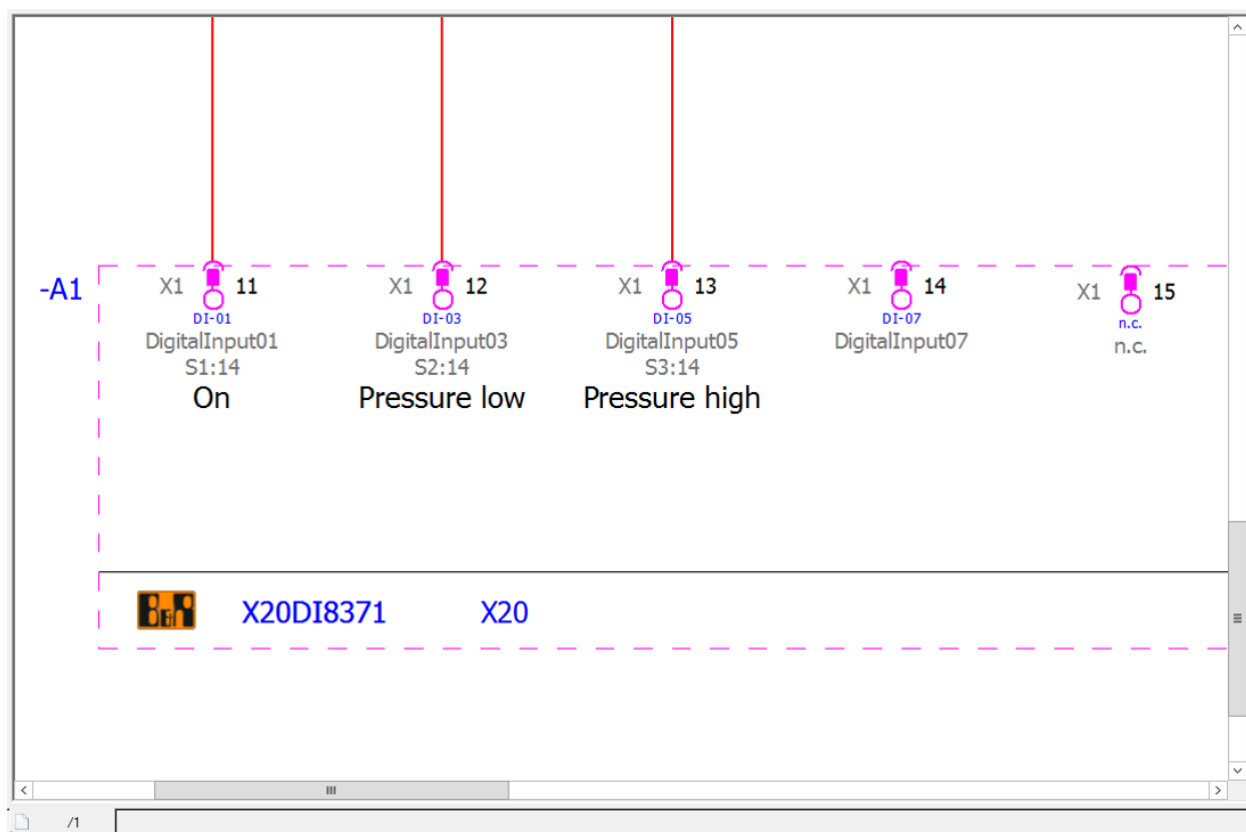 -A1
X1 11
DI-01
DigitalInput01
S1:14
On
X1 12
DI-03
DigitalInput03
S2:14
Pressure low
X1 13
DI-05
DigitalInput05
S3:14
Pressure high
X1 14
DI-07
DigitalInput07
X1 15
n.c.
n.c.
B&R X20DI8371 X20
/1